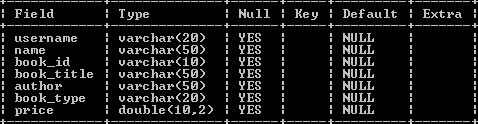 | Field | Type | Null | Key | Default | Extra |
| username | varchar(20) | YES | | NULL | |
| name | varchar(50) | YES | | NULL | |
| book_id | varchar(10) | YES | | NULL | |
| book_title | varchar(50) | YES | | NULL | |
| author | varchar(50) | YES | | NULL | |
| book_type | varchar(20) | YES | | NULL | |
| price | double(10,2) | YES | | NULL | |